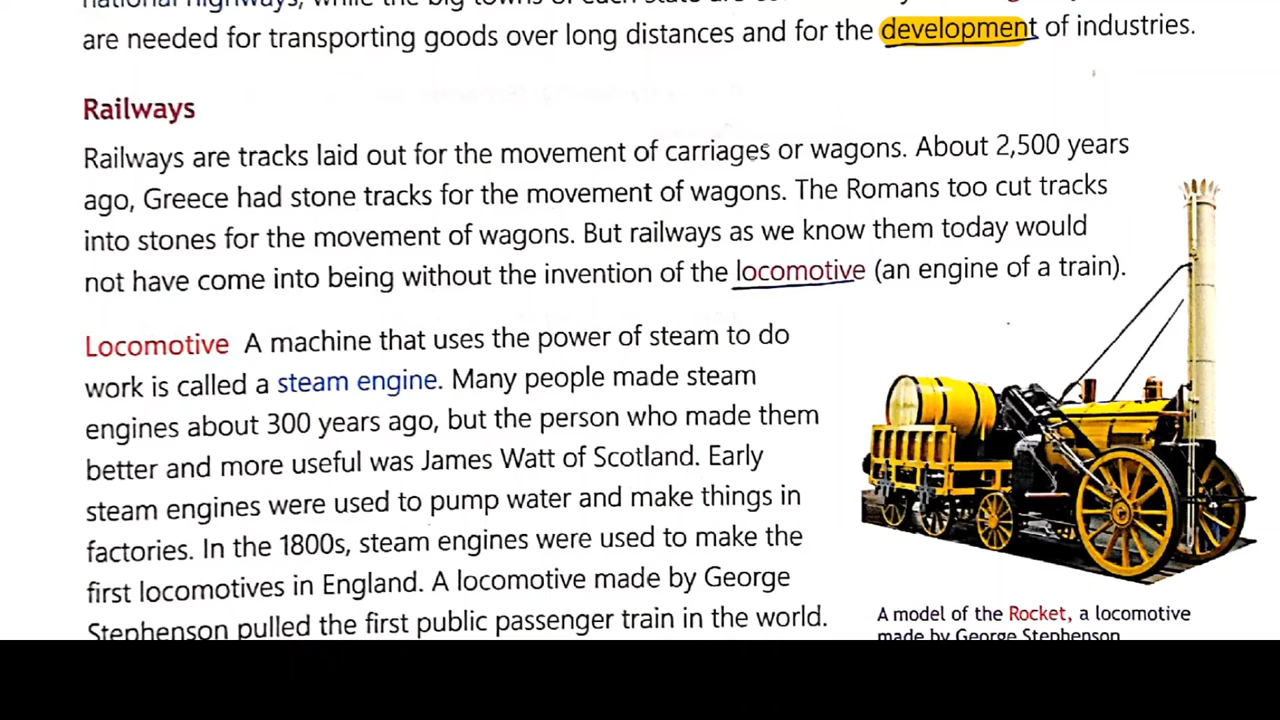 are needed for transporting goods over long distances and for the development of industries.
Railways
Railways are tracks laid out for the movement of carriages or wagons. About 2,500 years
ago, Greece had stone tracks for the movement of wagons. The Romans too cut tracks
into stones for the movement of wagons. But railways as we know them today would
not have come into being without the invention of the locomotive (an engine of a train).
Locomotive A machine that uses the power of steam to do
work is called a steam engine. Many people made steam
engines about 300 years ago, but the person who made them
better and more useful was James Watt of Scotland. Early
steam engines were used to pump water and make things in
factories. In the 1800s, steam engines were used to make the
first locomotives in England. A locomotive made by George
Stephenson pulled the first public passenger train in the world.
A model of the Rocket, a locomotive
made by George Stephenson